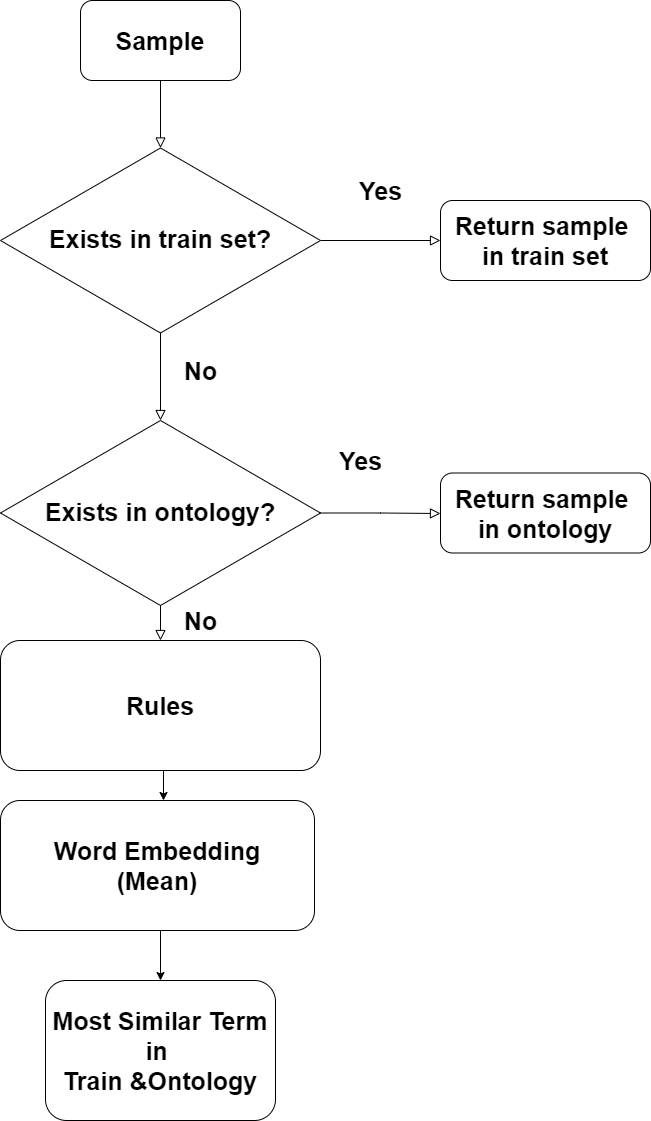 Sample
Exists in train set?
Yes
Return sample
in train set
No
Exists in ontology?
Yes
Return sample
in ontology
No
Rules
Word Embedding
(Mean)
Most Similar Term
in
Train &Ontology